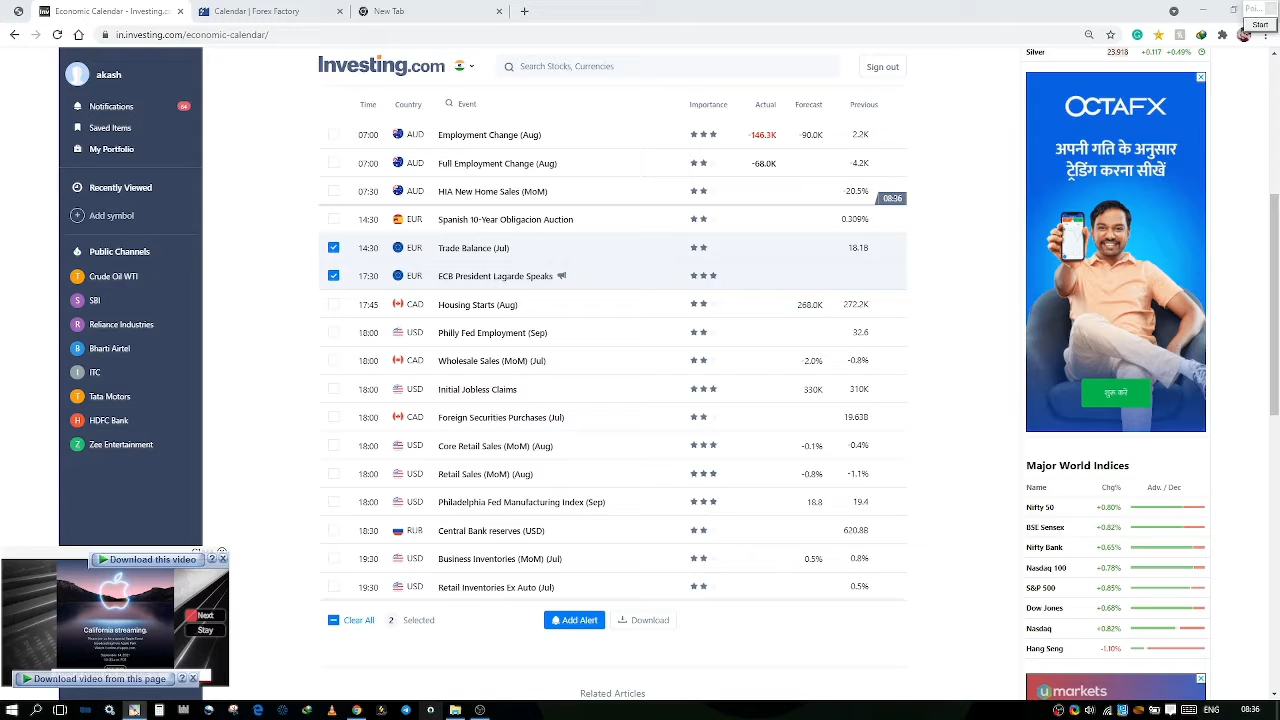 Economic Calendar - Investing.c
Calendar | Forex Factory
New Tab
Poi...
Start
in.investing.com/economic-calendar/
akash
Notifications 64
Saved Items
My Portfolio
Recently Viewed
Add symbol
Public Channels
T Crude Oil WTI
S SBI
R Reliance Industries
B Bharti Airtel
I ITC
T Tata Motors
H HDFC Bank
Z Zee Entertainment
Investing.com
Search Stocks, Currencies
Sign out
Time Country Event Importance Actual Forecast Previous
07:00 AUD Employment Change (Aug) -146.3K -90.0K 2.2K
07:00 AUD Full Employment Change (Aug) -68.0K 4.2K
07:30 AUD HIA New Home Sales (MoM) -20.5%
08:36
14:30 EUR Spanish 10-Year Obligacion Auction 0.309%
14:30 EUR Trade Balance (Jul) 18.1B
17:30 EUR ECB President Lagarde Speaks
17:45 CAD Housing Starts (Aug) 268.0K 272.2K
18:00 USD Philly Fed Employment (Sep) 32.6
18:00 CAD Wholesale Sales (MoM) (Jul) -2.0% -0.8%
18:00 USD Initial Jobless Claims 330K 310K
18:00 CAD Foreign Securities Purchases (Jul) 19.63B
18:00 USD Core Retail Sales (MoM) (Aug) -0.1% -0.4%
18:00 USD Retail Sales (MoM) (Aug) -0.8% -1.1%
18:00 USD Philadelphia Fed Manufacturing Index (Sep) 18.8 19.4
18:30 RUB Central Bank reserves (USD) 620.8B
19:30 USD Business Inventories (MoM) (Jul) 0.5% 0.8%
19:30 USD Retail Inventories Ex Auto (Jul) 0.5%
Clear All 2 Selected
Add Alert
Download
Related Articles
Silver 23.918 +0.117 +0.49%
OCTAFX
अपनी गति के अनुसार
ट्रेडिंग करना सीखें
शुरू करें
Major World Indices
Name Chg% Adv. / Dec
Nifty 50 +0.80%
BSE Sensex +0.82%
Nifty Bank +0.65%
Nasdaq 100 +0.78%
S&P 500 +0.85%
Dow Jones +0.68%
Nasdaq +0.82%
Hang Seng -1.10%
umarkets
Download this video ?
California streaming.
Next
Stay
Download video from this page ?
ENG 08:36